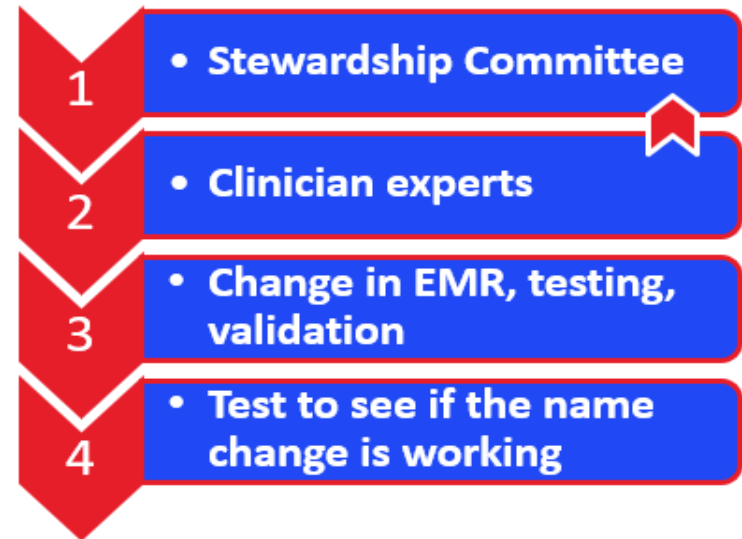 1
• Stewardship Committee
2
• Clinician experts
3
• Change in EMR, testing,
validation
4
• Test to see if the name
change is working